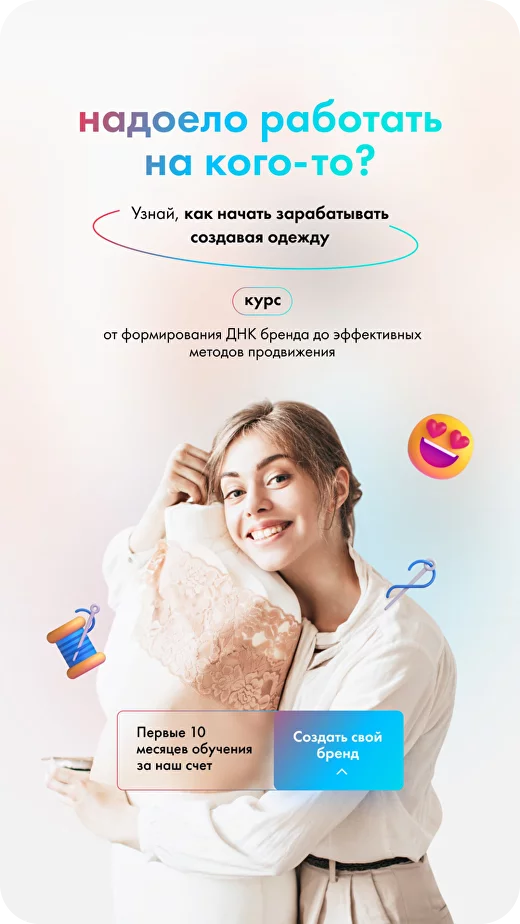 надоело работать
на кого-то?
Узнай, как начать зарабатывать
создавая одежду
курс
от формирования ДНК бренда до эффективных
методов продвижения
Первые 10
месяцев обучения
за наш счет
Создать свой
бренд